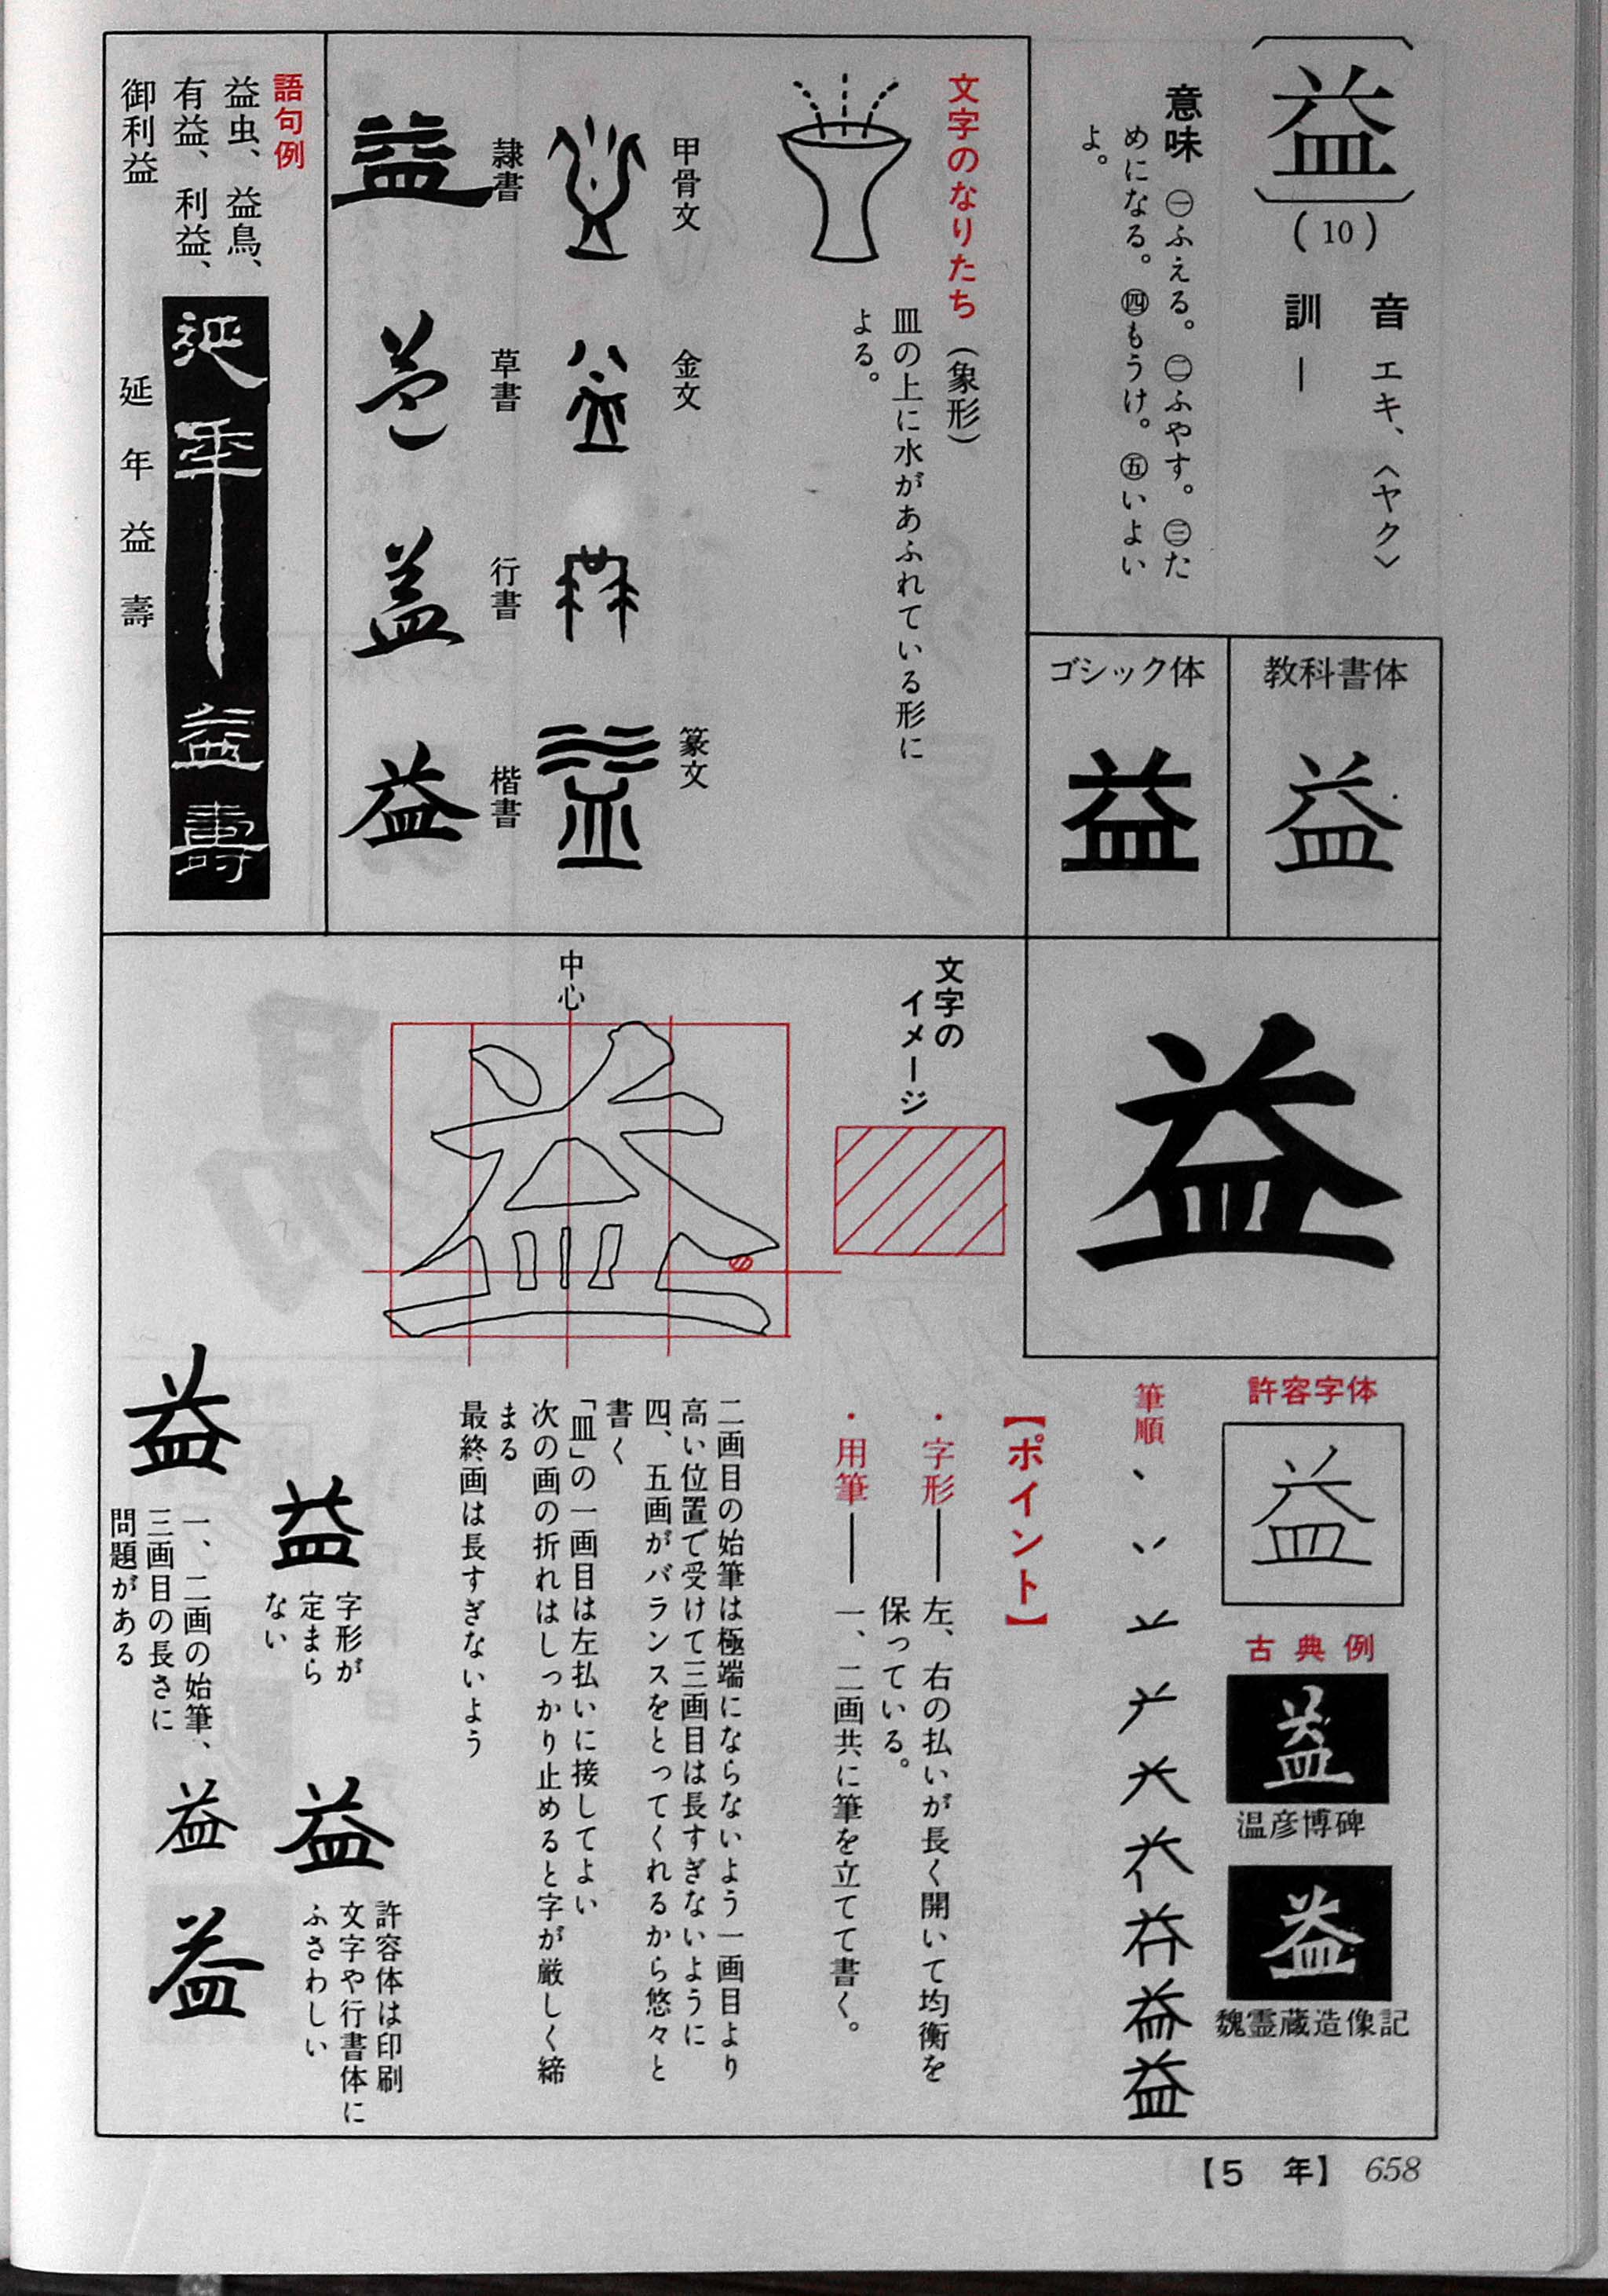 益
(10)
音 エキ、〈ヤク〉
訓 ―
意味 ㊀ふえる。㊁ふやす。㊂た
めになる。㊃もうけ。㊄いよい
よ。
教科書体
益
ゴシック体
益
文字のなりたち（象形）
皿の上に水があふれている形に
よる。
甲骨文
金文
篆文
隷書
益
草書
益
行書
益
楷書
益
語句例
益虫、益鳥、
有益、利益、
御利益
延年益壽
延年益壽
益
文字の
イメージ
中心
益
許容字体
益
古典例
益
温彦博碑
益
魏霊蔵造像記
筆順
益
【ポイント】
・字形――左、右の払いが長く開いて均衡を
保っている。
・用筆――一、二画共に筆を立てて書く。
二画目の始筆は極端にならないよう一画目より
高い位置で受けて三画目は長すぎないように
四、五画がバランスをとってくれるから悠々と
書く
「皿」の一画目は左払いに接してよい
次の画の折れはしっかり止めると字が厳しく締
まる
最終画は長すぎないよう
益
字形が
定まら
ない
益
一、二画の始筆、
三画目の長さに
問題がある
益
許容体は印刷
文字や行書体に
ふさわしい
益
益
【5 年】 658